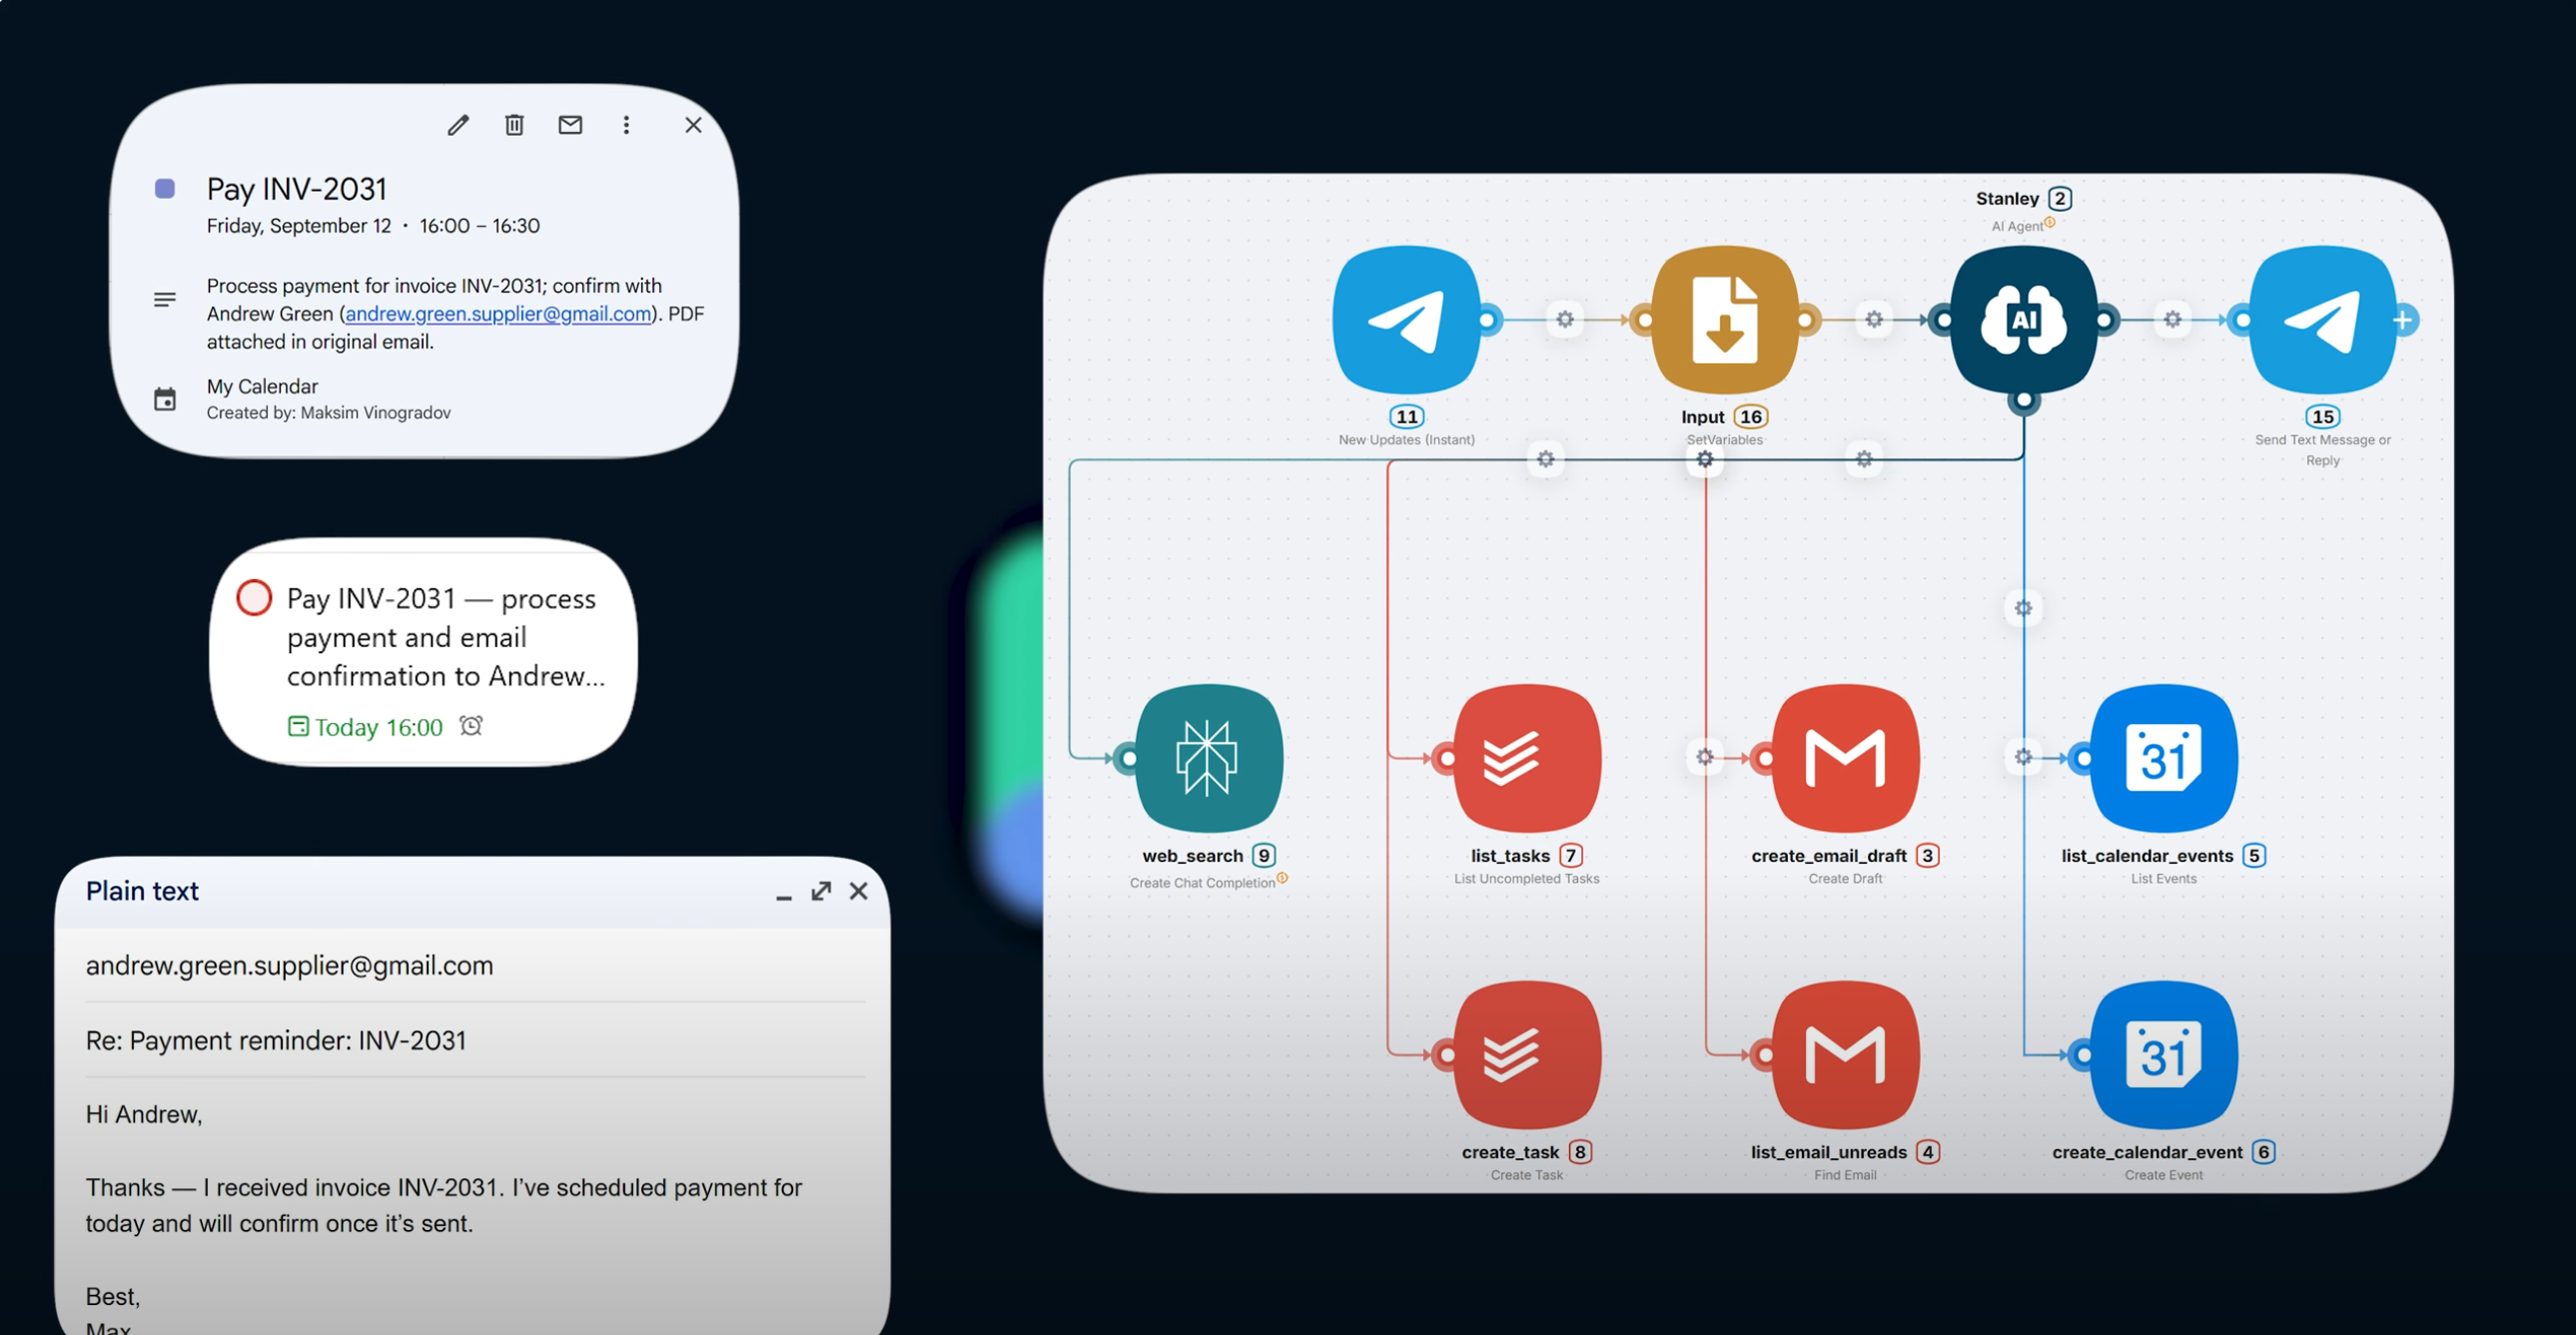 Pay INV-2031
Friday, September 12 • 16:00 – 16:30
Process payment for invoice INV-2031; confirm with
Andrew Green (andrew.green.supplier@gmail.com). PDF
attached in original email.
My Calendar
Created by: Maksim Vinogradov
Pay INV-2031 — process
payment and email
confirmation to Andrew...
Today 16:00
Plain text
andrew.green.supplier@gmail.com
Re: Payment reminder: INV-2031
Hi Andrew,
Thanks — I received invoice INV-2031. I’ve scheduled payment for
today and will confirm once it’s sent.
Best,
Max
Stanley 2
AI Agent
AI
11
New Updates (Instant)
Input 16
SetVariables
15
Send Text Message or
Reply
31
web_search 9
Create Chat Completion
list_tasks 7
List Uncompleted Tasks
create_email_draft 3
Create Draft
list_calendar_events 5
List Events
31
create_task 8
Create Task
list_email_unreads 4
Find Email
create_calendar_event 6
Create Event